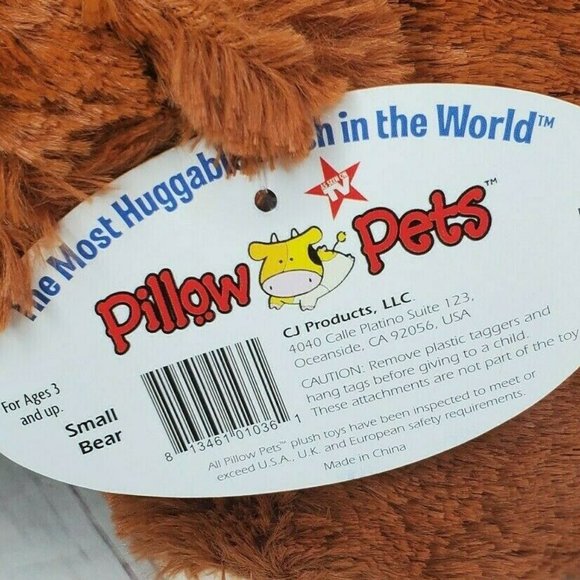 The Most Huggabl h in the World™
AS SEEN ON
TV
Pillow Pets™
CJ Products, LLC
4040 Calle Platino Suite 123,
Oceanside, CA 92056, USA
CAUTION: Remove plastic taggers and
hang tags before giving to a child.
These attachments are not part of the toy
For Ages 3
and up.
Small
Bear
8 13461 01036 1
All Pillow Pets™ plush toys have been inspected to meet or
exceed U.S.A., U.K. and European safety requirements.
Made in China